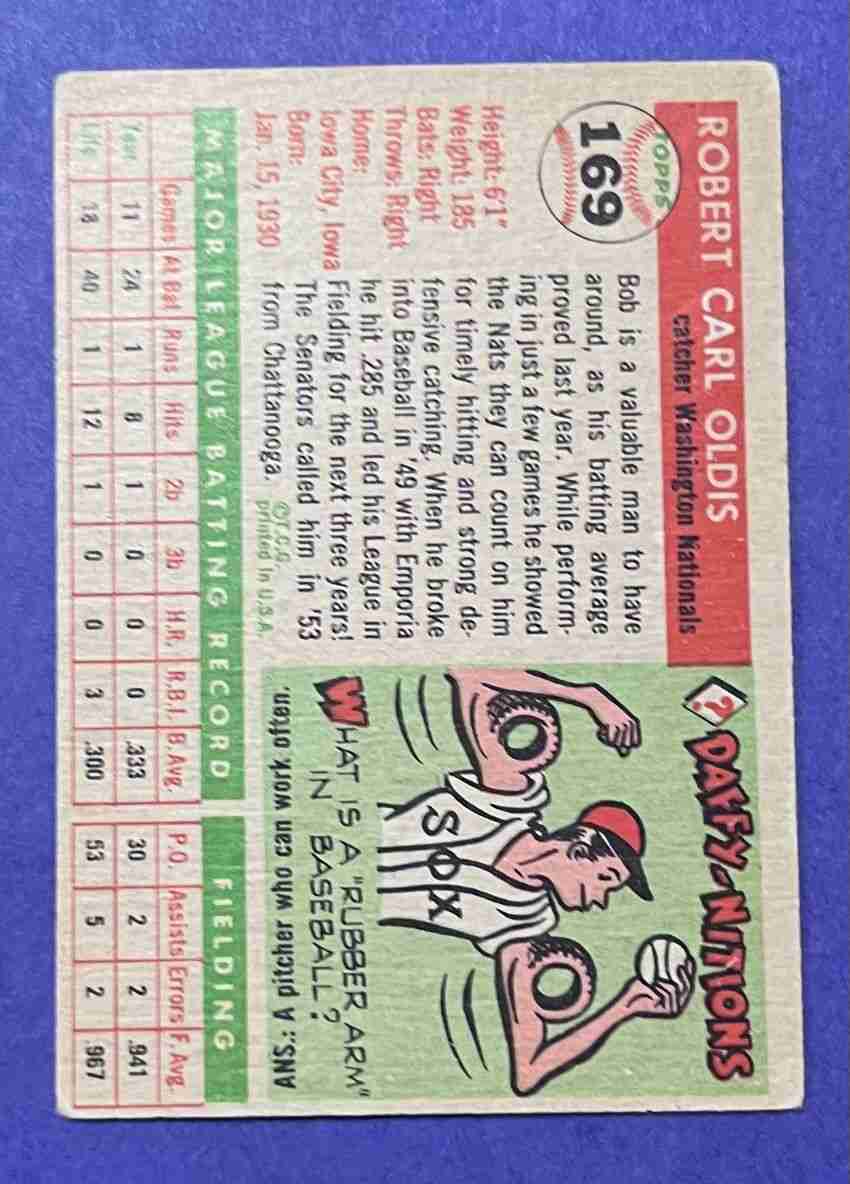 ROBERT CARL OLDIS
catcher Washington Nationals
TOPPS
169
Height: 6'1"
Weight: 185
Bats: Right
Throws: Right
Home:
Iowa City, Iowa
Born:
Jan. 15, 1930
Bob is a valuable man to have
around, as his batting average
proved last year. While perform-
ing in just a few games he showed
the Nats they can count on him
for timely hitting and strong de-
fensive catching. When he broke
into Baseball in '49 with Emporia
he hit .285 and led his League in
Fielding for the next three years!
The Senators called him in '53
from Chattanooga.
©T.C.G.
printed in U.S.A.
? DAFFY-NITIONS
SOX
WHAT IS A "RUBBER ARM"
IN BASEBALL?
ANS.: A pitcher who can work often.
MAJOR LEAGUE BATTING RECORD FIELDING
Games At Bat Runs Hits 2b 3b H.R. R.B.I. B.Avg. P.O. Assists Errors F.Avg.
Year 11 24 1 8 1 0 0 0 .333 30 2 2 .941
Life 18 40 1 12 1 0 0 3 .300 53 5 2 .967